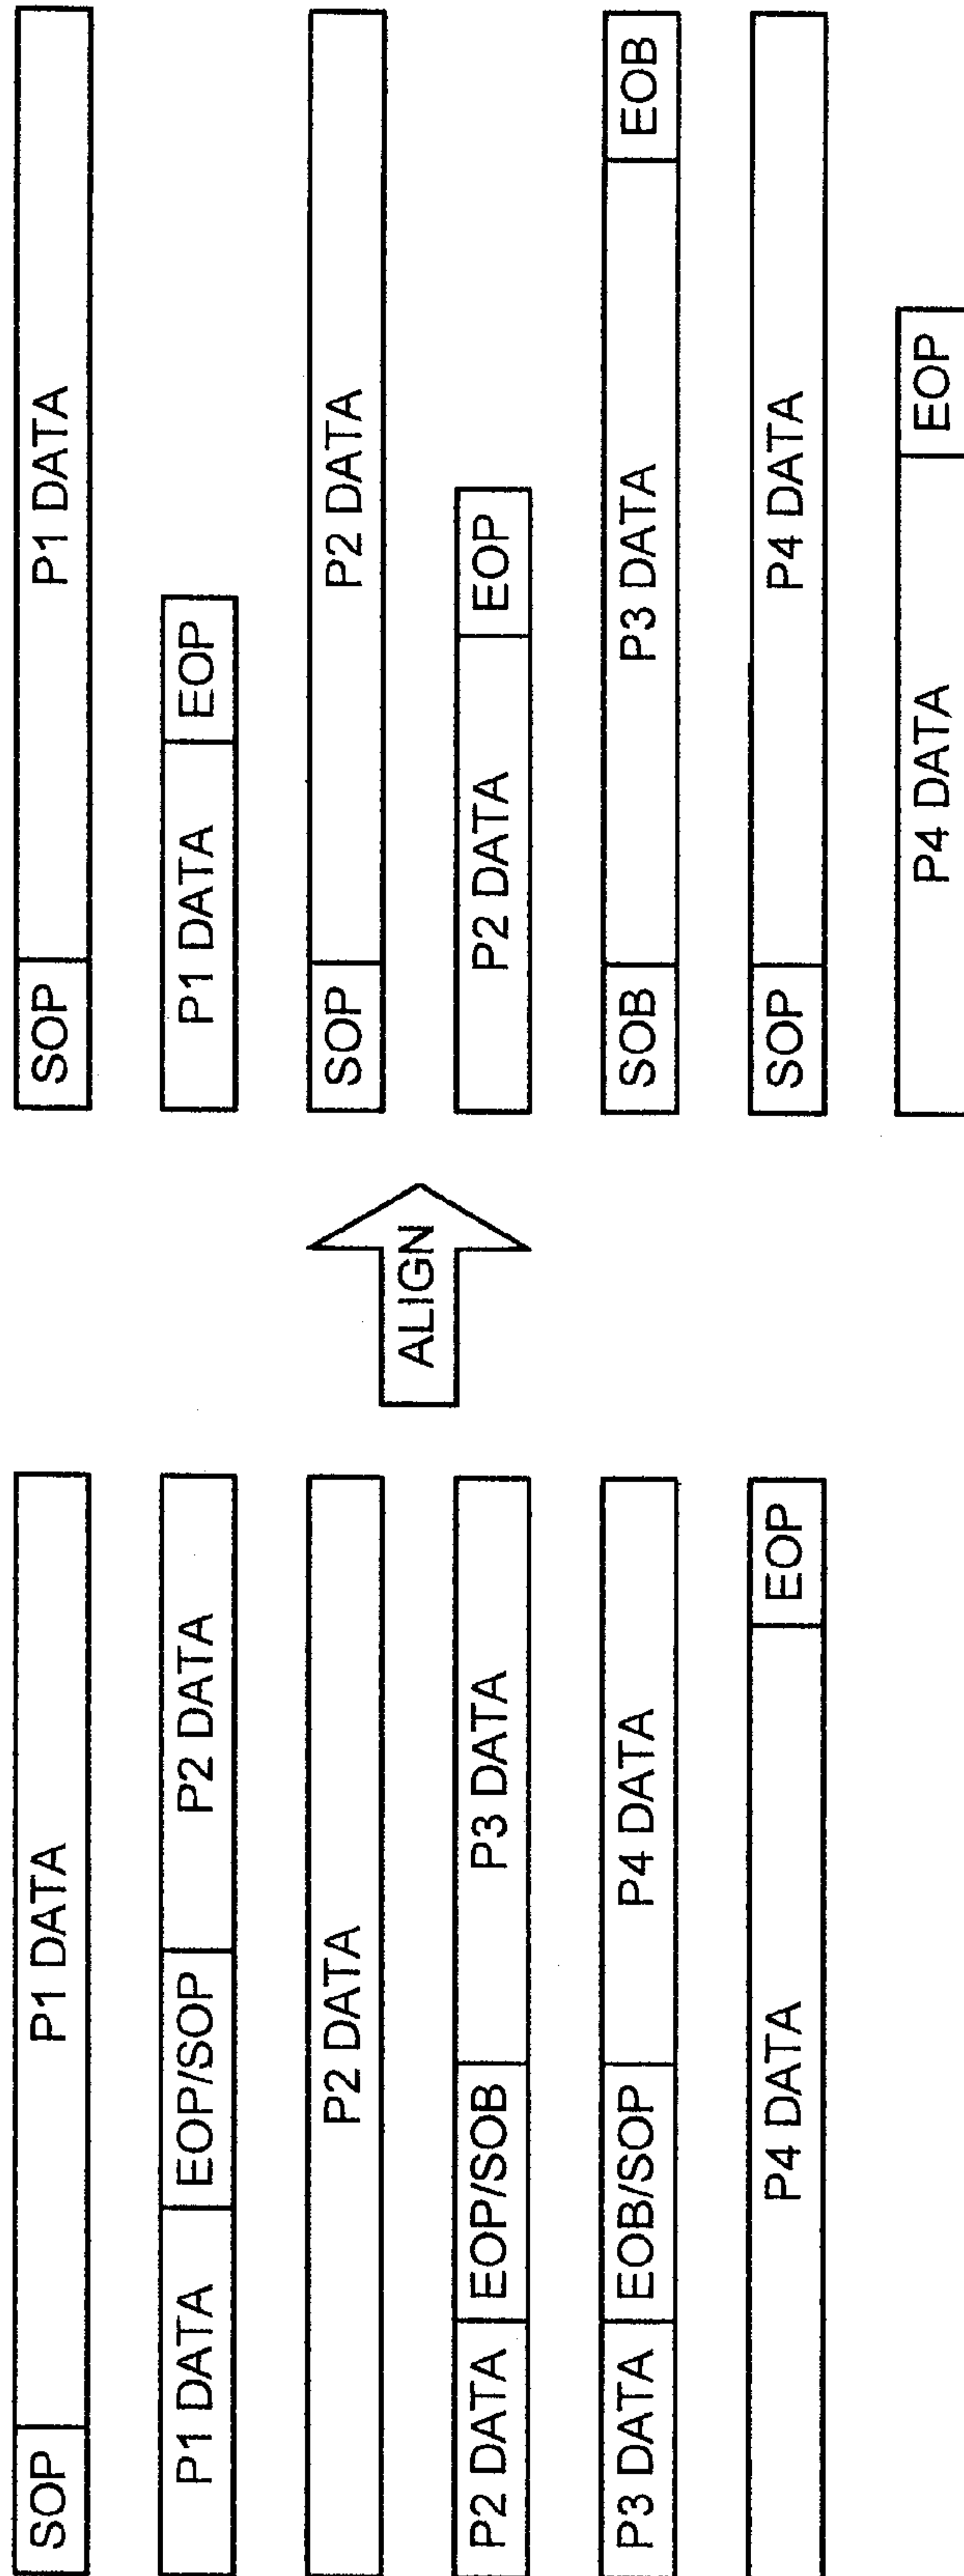 SOP P1 DATA
P1 DATA EOP/SOP P2 DATA
P2 DATA
P2 DATA EOP/SOB P3 DATA
P3 DATA EOB/SOP P4 DATA
P4 DATA EOP
ALIGN
SOP P1 DATA
P1 DATA EOP
SOP P2 DATA
P2 DATA EOP
SOB P3 DATA EOB
SOP P4 DATA
P4 DATA EOP